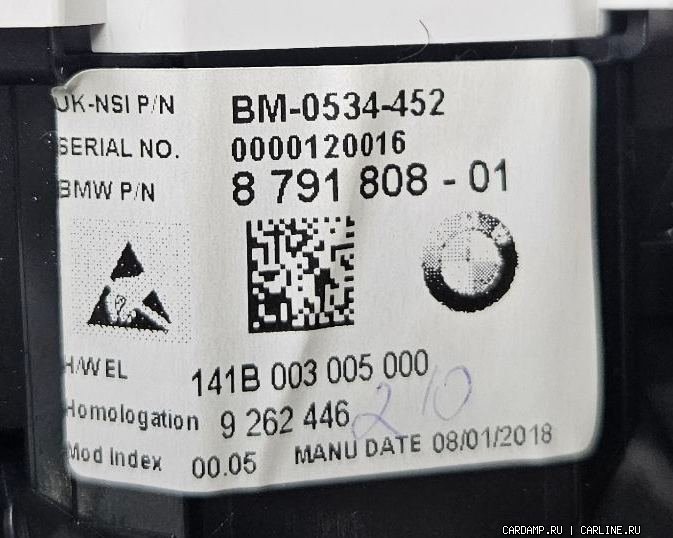 UK-NSI P/N BM-0534-452
SERIAL NO. 0000120016
BMW P/N 8 791 808 - 01
H/W EL 141B 003 005 000
Homologation 9 262 446
210
Mod Index 00.05 MANU DATE 08/01/2018
CARDAMP.RU | CARLINE.RU